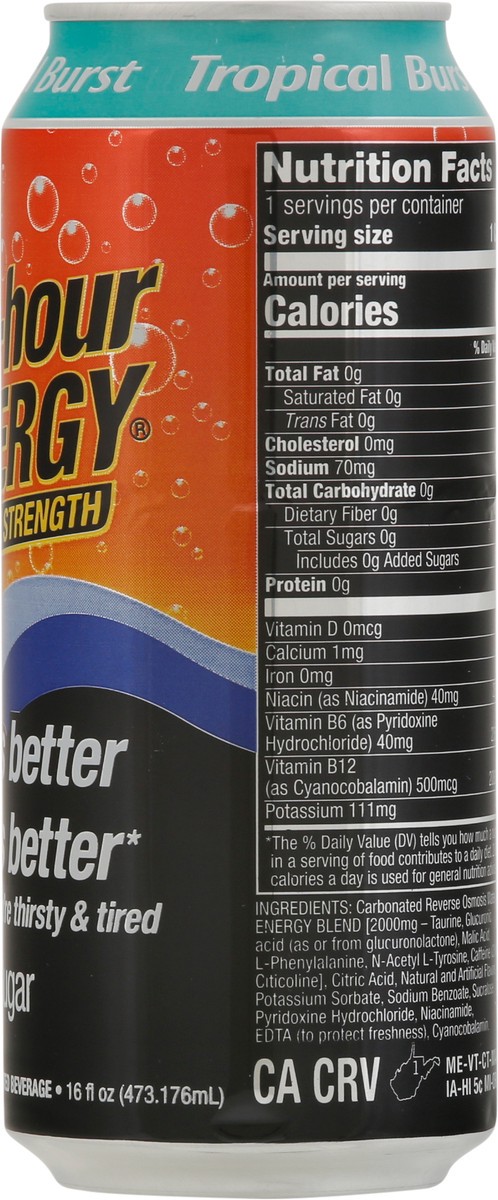 Burst Tropical Burs
hour
ERGY®
STRENGTH
better
better*
re thirsty & tired
ugar
BEVERAGE • 16 fl oz (473.176mL)
Nutrition Facts
1 servings per container
Serving size
Amount per serving
Calories
% Daily
Total Fat 0g
Saturated Fat 0g
Trans Fat 0g
Cholesterol 0mg
Sodium 70mg
Total Carbohydrate 0g
Dietary Fiber 0g
Total Sugars 0g
Includes 0g Added Sugars
Protein 0g
Vitamin D 0mcg
Calcium 1mg
Iron 0mg
Niacin (as Niacinamide) 40mg
Vitamin B6 (as Pyridoxine
Hydrochloride) 40mg
Vitamin B12
(as Cyanocobalamin) 500mcg
Potassium 111mg
*The % Daily Value (DV) tells you how much
in a serving of food contributes to a daily
calories a day is used for general nutrition
INGREDIENTS: Carbonated Reverse Osmosis
ENERGY BLEND [2000mg – Taurine, Glucuronic
acid (as or from glucuronolactone), Malic Acid,
L-Phenylalanine, N-Acetyl L-Tyrosine, Caffeine,
Citicoline], Citric Acid, Natural and Artificial
Potassium Sorbate, Sodium Benzoate,
Pyridoxine Hydrochloride, Niacinamide,
EDTA (to protect freshness), Cyanocobalamin.
CA CRV
1
ME-VT-CT-
IA-HI 5c